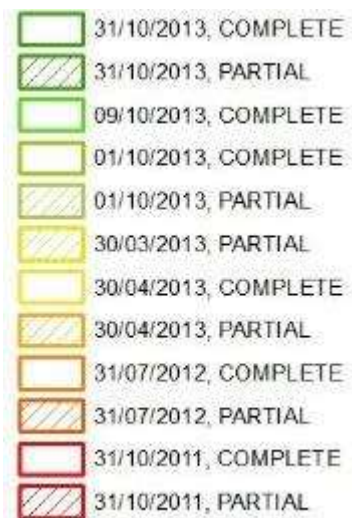 31/10/2013, COMPLETE
31/10/2013, PARTIAL
09/10/2013, COMPLETE
01/10/2013, COMPLETE
01/10/2013, PARTIAL
30/03/2013, PARTIAL
30/04/2013, COMPLETE
30/04/2013, PARTIAL
31/07/2012, COMPLETE
31/07/2012, PARTIAL
31/10/2011, COMPLETE
31/10/2011, PARTIAL